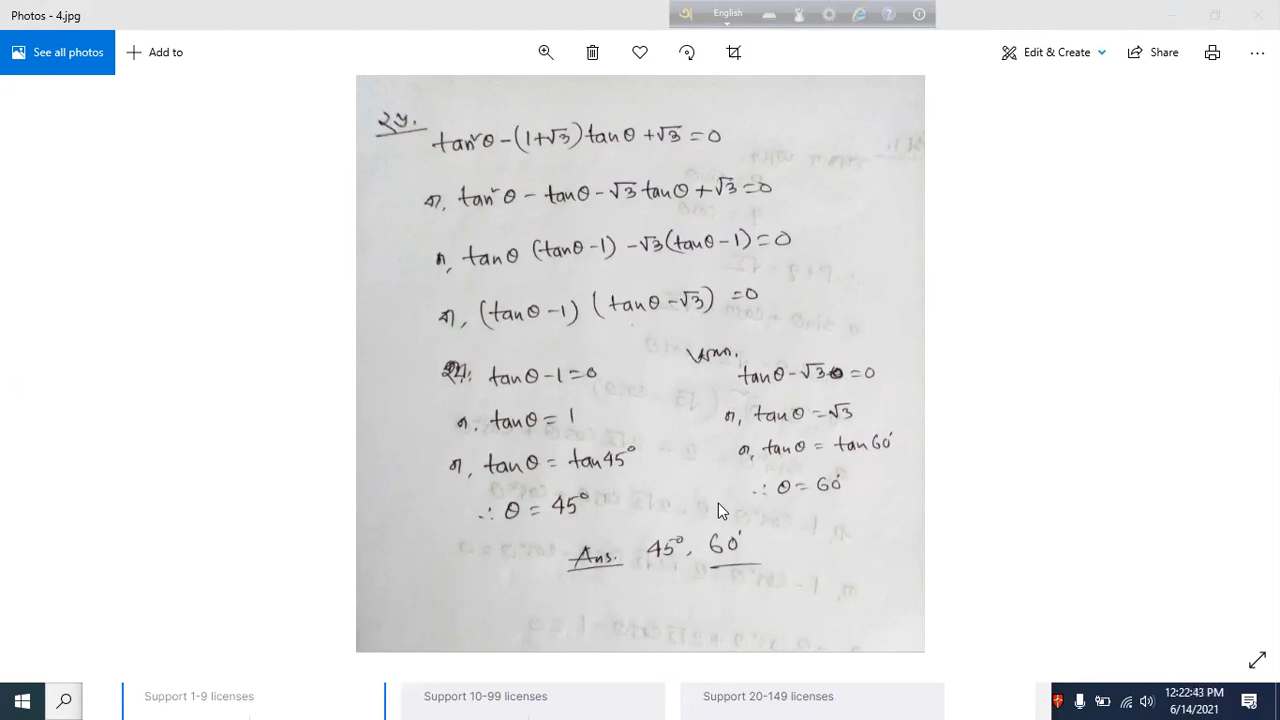 Photos - 4.jpg
অ English
See all photos
Add to
Edit & Create
Share
২৮.
tan²θ - (1+√3) tanθ + √3 = 0
বা, tan²θ - tanθ - √3 tanθ + √3 = 0
বা, tanθ (tanθ - 1) - √3 (tanθ - 1) = 0
বা, (tanθ - 1) (tanθ - √3) = 0
হয়, tanθ - 1 = 0
বা, tanθ = 1
বা, tanθ = tan45°
∴ θ = 45°
অথবা,
tanθ - √3 = 0
বা, tanθ = √3
বা, tanθ = tan60°
∴ θ = 60°
Ans. 45°, 60°
Support 1-9 licenses
Support 10-99 licenses
Support 20-149 licenses
12:22:43 PM
6/14/2021